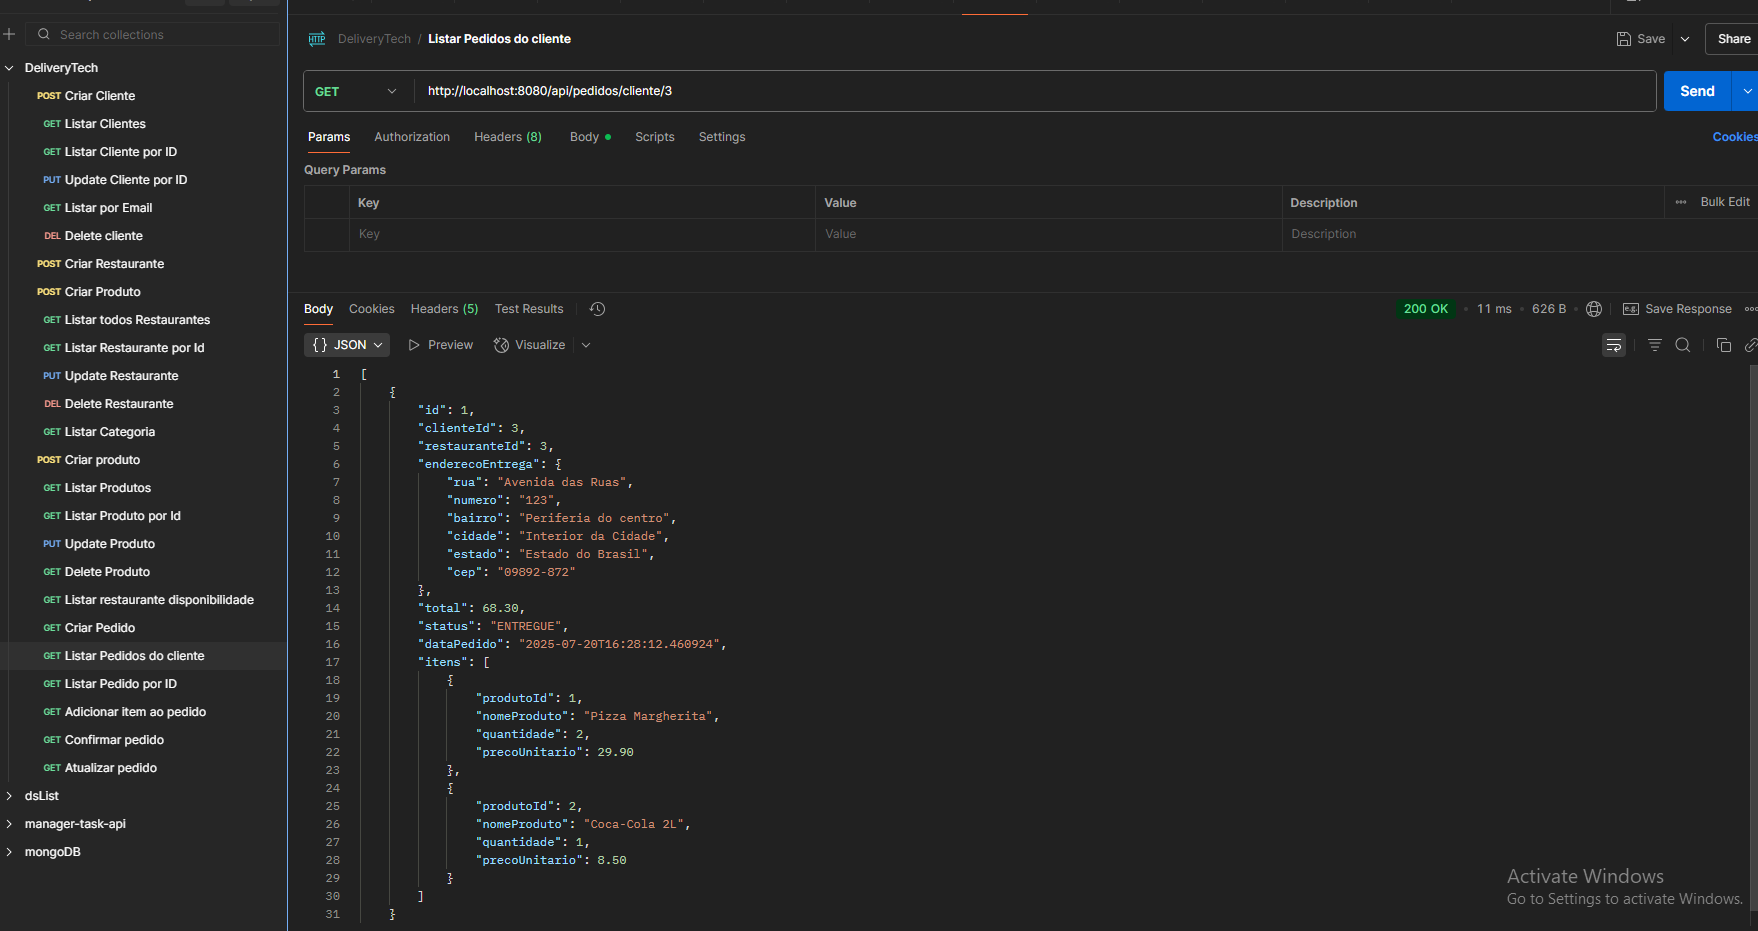 Search collections
DeliveryTech
POST Criar Cliente
GET Listar Clientes
GET Listar Cliente por ID
PUT Update Cliente por ID
GET Listar por Email
DEL Delete cliente
POST Criar Restaurante
POST Criar Produto
GET Listar todos Restaurantes
GET Listar Restaurante por Id
PUT Update Restaurante
DEL Delete Restaurante
GET Listar Categoria
POST Criar produto
GET Listar Produtos
GET Listar Produto por Id
PUT Update Produto
GET Delete Produto
GET Listar restaurante disponibilidade
GET Criar Pedido
GET Listar Pedidos do cliente
GET Listar Pedido por ID
GET Adicionar item ao pedido
GET Confirmar pedido
GET Atualizar pedido
dsList
manager-task-api
mongoDB
HTTP DeliveryTech / Listar Pedidos do cliente
Save
Share
GET http://localhost:8080/api/pedidos/cliente/3
Send
Params Authorization Headers (8) Body Scripts Settings
Cookies
Query Params
Key Value Description Bulk Edit
Key Value Description
Body Cookies Headers (5) Test Results
200 OK • 11 ms • 626 B • e.g. Save Response
{} JSON Preview Visualize
1 [
2 {
3 "id": 1,
4 "clienteId": 3,
5 "restauranteId": 3,
6 "enderecoEntrega": {
7 "rua": "Avenida das Ruas",
8 "numero": "123",
9 "bairro": "Periferia do centro",
10 "cidade": "Interior da Cidade",
11 "estado": "Estado do Brasil",
12 "cep": "09892-872"
13 },
14 "total": 68.30,
15 "status": "ENTREGUE",
16 "dataPedido": "2025-07-20T16:28:12.460924",
17 "itens": [
18 {
19 "produtoId": 1,
20 "nomeProduto": "Pizza Margherita",
21 "quantidade": 2,
22 "precoUnitario": 29.90
23 },
24 {
25 "produtoId": 2,
26 "nomeProduto": "Coca-Cola 2L",
27 "quantidade": 1,
28 "precoUnitario": 8.50
29 }
30 ]
31 }
Activate Windows
Go to Settings to activate Windows.